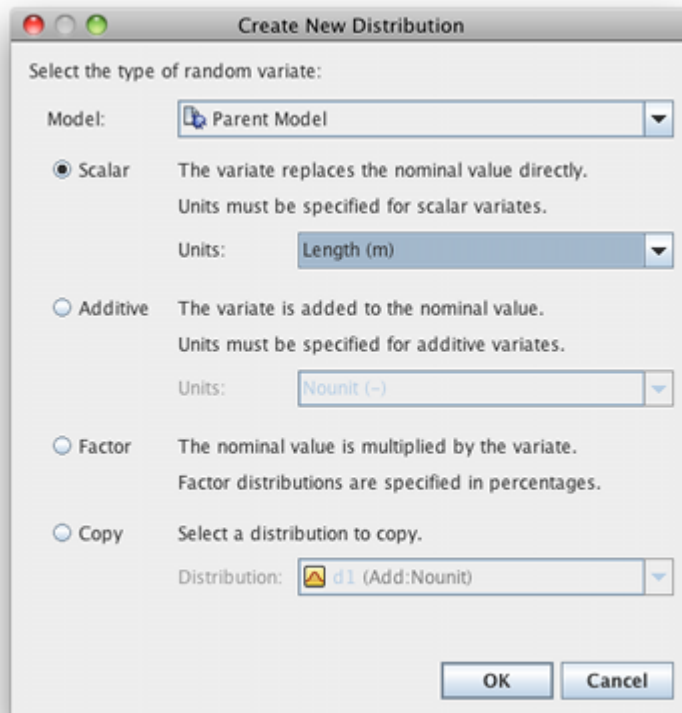 Create New Distribution
Select the type of random variate:
Model: Parent Model
Scalar The variate replaces the nominal value directly.
Units must be specified for scalar variates.
Units: Length (m)
Additive The variate is added to the nominal value.
Units must be specified for additive variates.
Units: Nounit (-)
Factor The nominal value is multiplied by the variate.
Factor distributions are specified in percentages.
Copy Select a distribution to copy.
Distribution: d1 (Add:Nounit)
OK Cancel